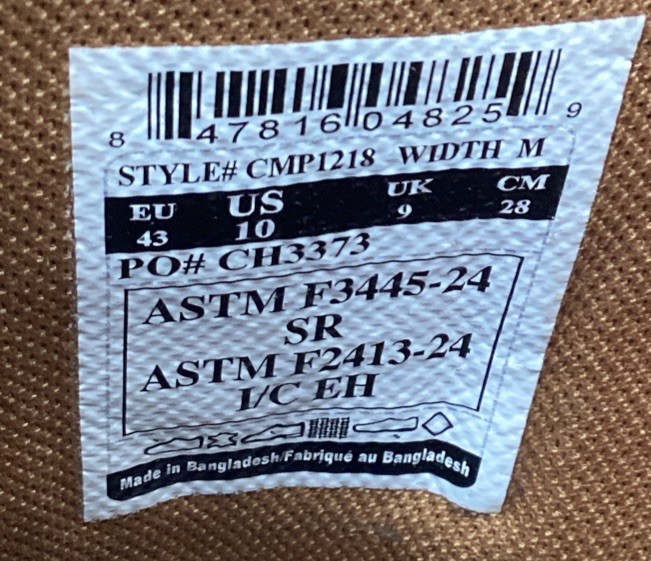 8 47816 04825 9
STYLE# CMP1218 WIDTH M
EU US UK CM
43 10 9 28
PO# CH3373
ASTM F3445-24
SR
ASTM F2413-24
I/C EH
Made in Bangladesh/Fabriqué au Bangladesh